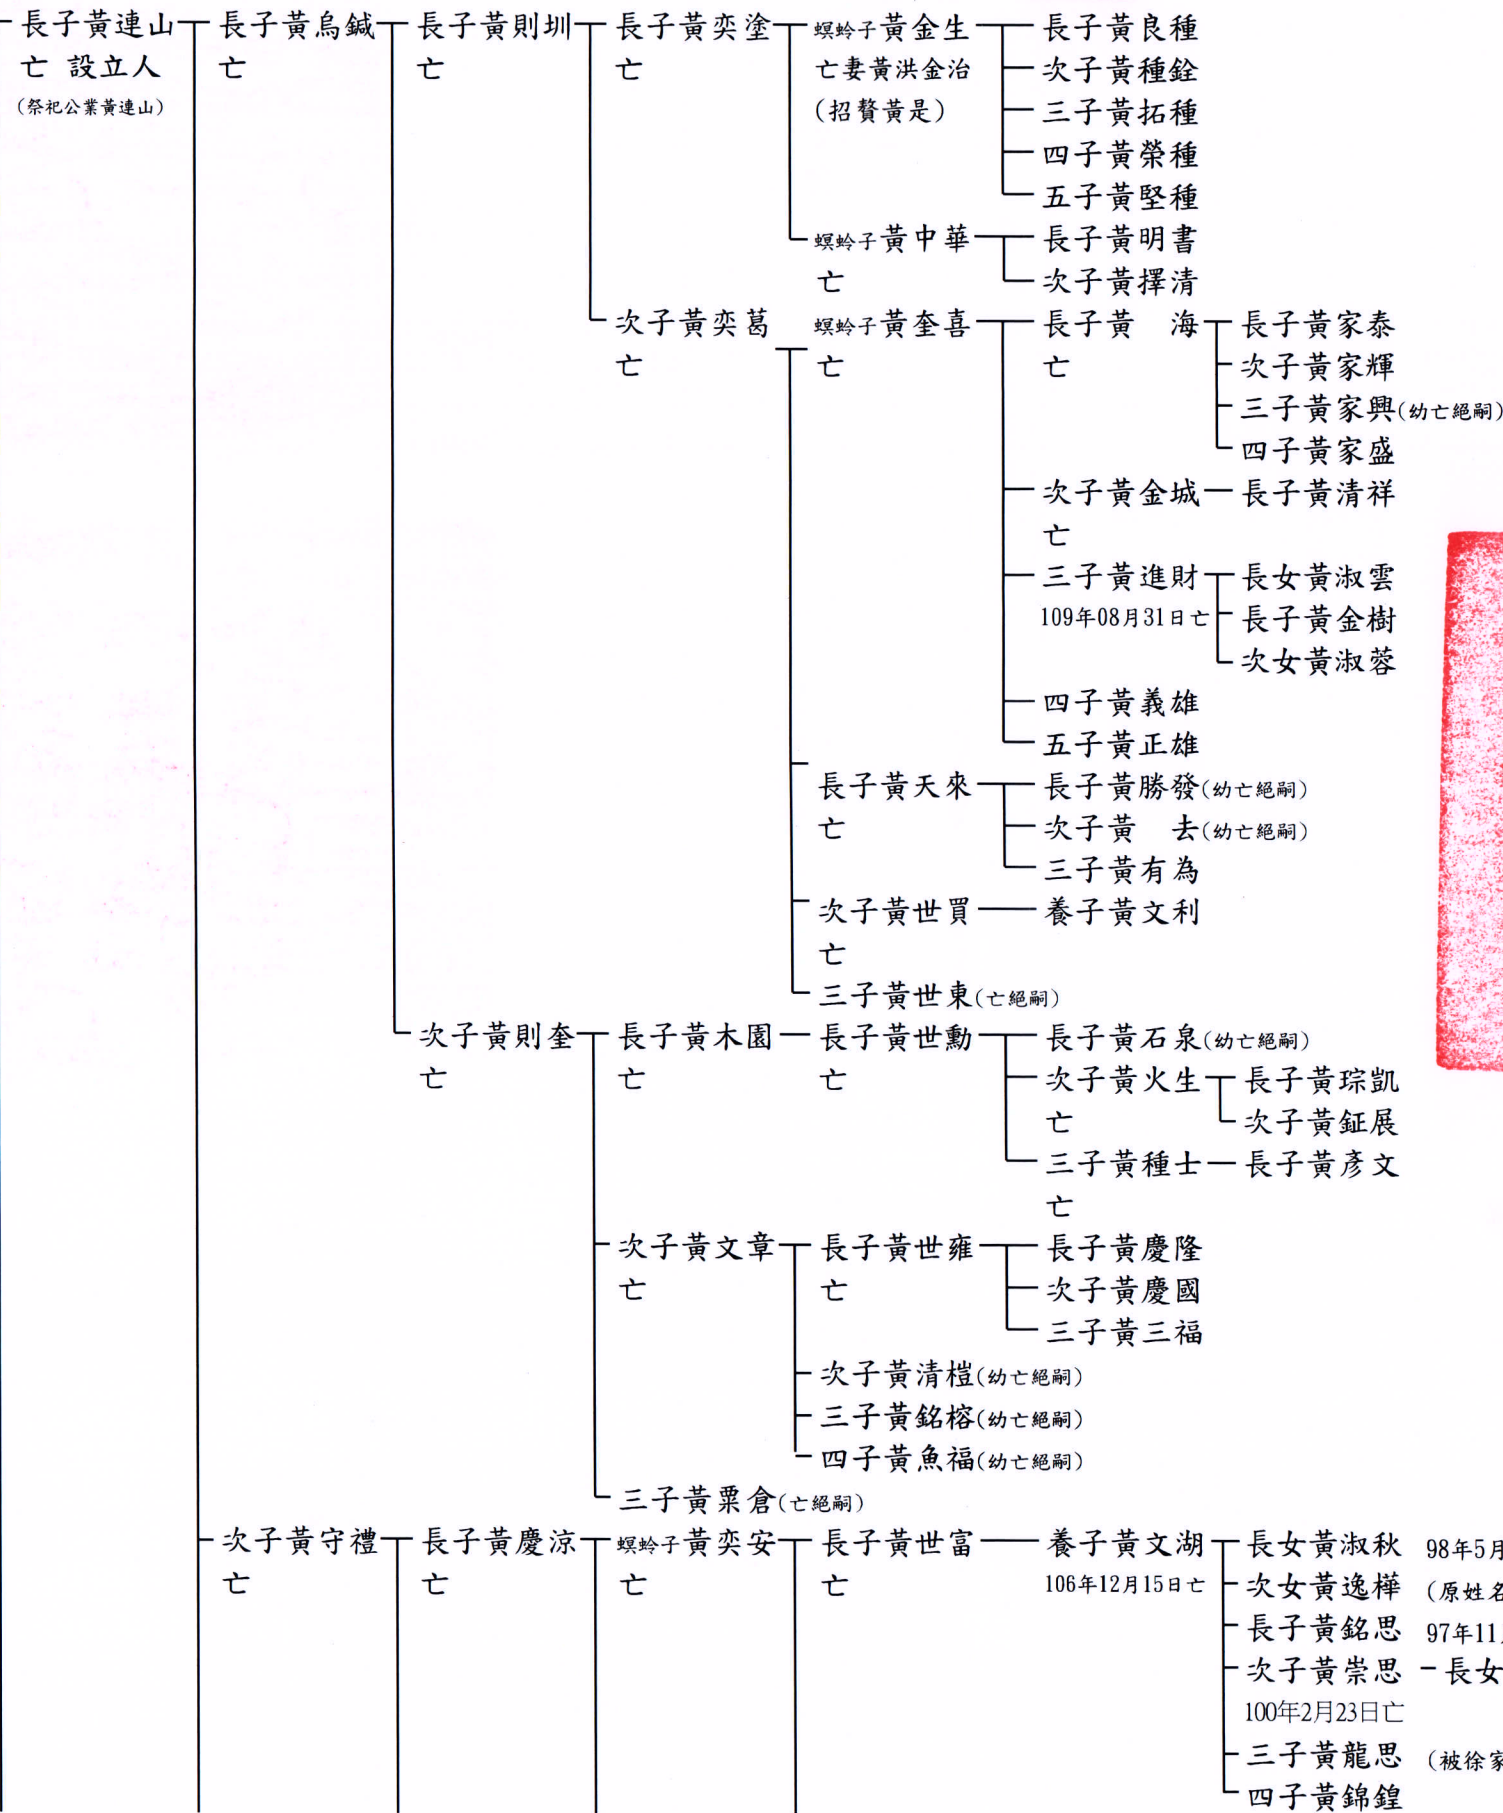 長子黃連山 長子黃烏鍼 長子黃則圳 長子黃奕塗 螟蛉子黃金生 長子黃良種
亡 設立人 亡 亡 亡 亡妻黃洪金治 次子黃種銓
(祭祀公業黃連山) (招贅黃是) 三子黃拓種
四子黃榮種
五子黃堅種
螟蛉子黃中華 長子黃明書
亡 次子黃擇清
次子黃奕葛 螟蛉子黃奎喜 長子黃 海 長子黃家泰
亡 亡 亡 次子黃家輝
三子黃家興(幼亡絕嗣)
四子黃家盛
次子黃金城 長子黃清祥
亡
三子黃進財 長女黃淑雲
109年08月31日亡 長子黃金樹
次女黃淑蓉
四子黃義雄
五子黃正雄
長子黃天來 長子黃勝發(幼亡絕嗣)
亡 次子黃 去(幼亡絕嗣)
三子黃有為
次子黃世買 養子黃文利
亡
三子黃世東(亡絕嗣)
次子黃則奎 長子黃木園 長子黃世勳 長子黃石泉(幼亡絕嗣)
亡 亡 亡 次子黃火生 長子黃琮凱
亡 次子黃鉦展
三子黃種士 長子黃彥文
亡
次子黃文章 長子黃世雍 長子黃慶隆
亡 亡 次子黃慶國
三子黃三福
次子黃清榿(幼亡絕嗣)
三子黃銘榕(幼亡絕嗣)
四子黃魚福(幼亡絕嗣)
三子黃粟倉(亡絕嗣)
次子黃守禮 長子黃慶涼 螟蛉子黃奕安 長子黃世富 養子黃文湖 長女黃淑秋 98年5月
亡 亡 亡 亡 106年12月15日亡 次女黃逸樺 (原姓名
長子黃銘思 97年11
次子黃崇思 長女
100年2月23日亡
三子黃龍思 (被徐家
四子黃錦鍠